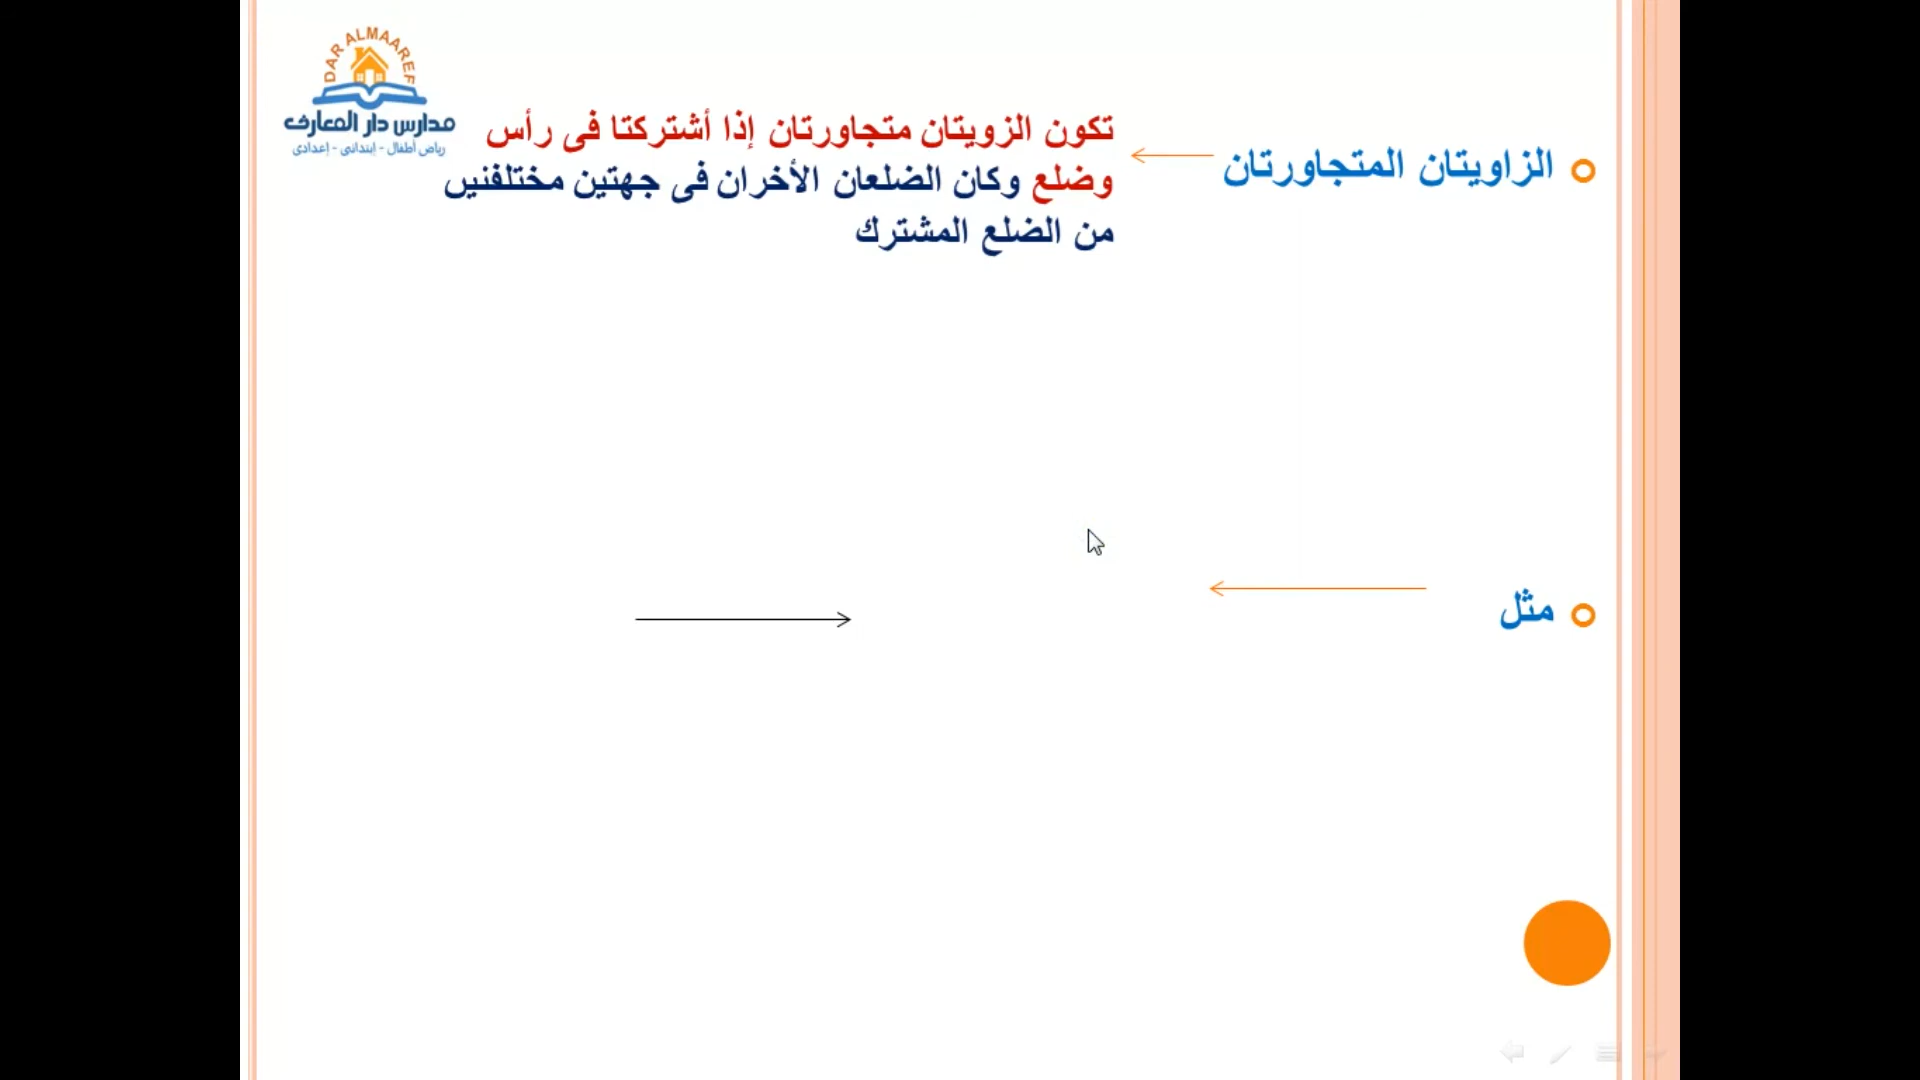 DAR ALMAAREF
مدارس دار المعارف
رياض أطفال - إبتدائى - إعدادى
الزاويتان المتجاورتان
تكون الزويتان متجاورتان إذا أشتركتا فى رأس
وضلع وكان الضلعان الأخران فى جهتين مختلفنيں
من الضلع المشترك
مثل